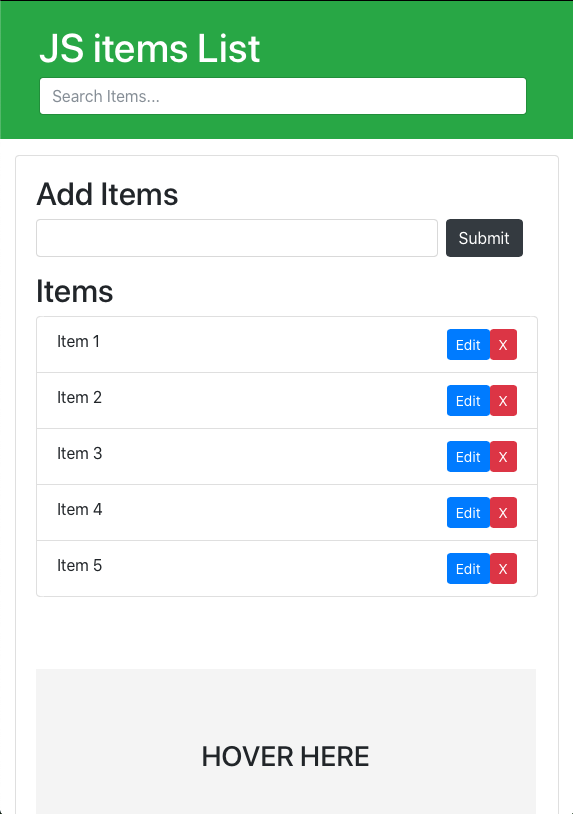 JS items List
Search Items...
Add Items
Submit
Items
Item 1 Edit X
Item 2 Edit X
Item 3 Edit X
Item 4 Edit X
Item 5 Edit X
HOVER HERE